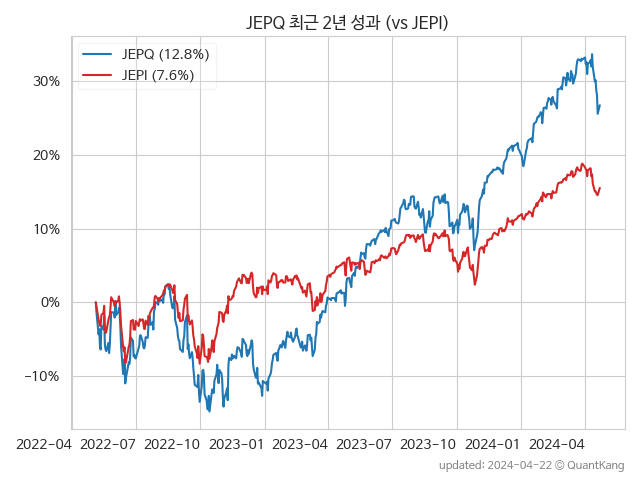 JEPQ 최근 2년 성과 (vs JEPI)
JEPQ (12.8%)
JEPI (7.6%)
30%
20%
10%
0%
−10%
2022−04 2022−07 2022−10 2023−01 2023−04 2023−07 2023−10 2024−01 2024−04
updated: 2024−04−22 © QuantKang